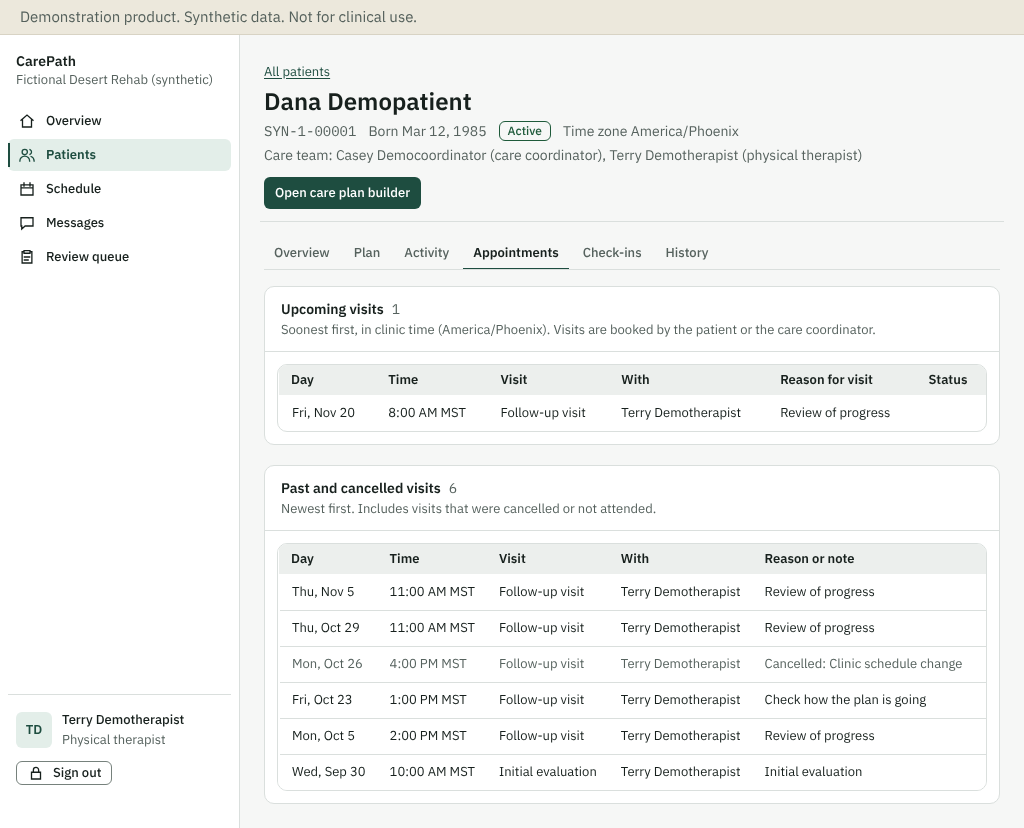 Demonstration product. Synthetic data. Not for clinical use.
CarePath
Fictional Desert Rehab (synthetic)
Overview
Patients
Schedule
Messages
Review queue
TD
Terry Demotherapist
Physical therapist
Sign out
All patients
Dana Demopatient
SYN-1-00001 Born Mar 12, 1985 Active Time zone America/Phoenix
Care team: Casey Democoordinator (care coordinator), Terry Demotherapist (physical therapist)
Open care plan builder
Overview Plan Activity Appointments Check-ins History
Upcoming visits 1
Soonest first, in clinic time (America/Phoenix). Visits are booked by the patient or the care coordinator.
Day Time Visit With Reason for visit Status
Fri, Nov 20 8:00 AM MST Follow-up visit Terry Demotherapist Review of progress
Past and cancelled visits 6
Newest first. Includes visits that were cancelled or not attended.
Day Time Visit With Reason or note
Thu, Nov 5 11:00 AM MST Follow-up visit Terry Demotherapist Review of progress
Thu, Oct 29 11:00 AM MST Follow-up visit Terry Demotherapist Review of progress
Mon, Oct 26 4:00 PM MST Follow-up visit Terry Demotherapist Cancelled: Clinic schedule change
Fri, Oct 23 1:00 PM MST Follow-up visit Terry Demotherapist Check how the plan is going
Mon, Oct 5 2:00 PM MST Follow-up visit Terry Demotherapist Review of progress
Wed, Sep 30 10:00 AM MST Initial evaluation Terry Demotherapist Initial evaluation